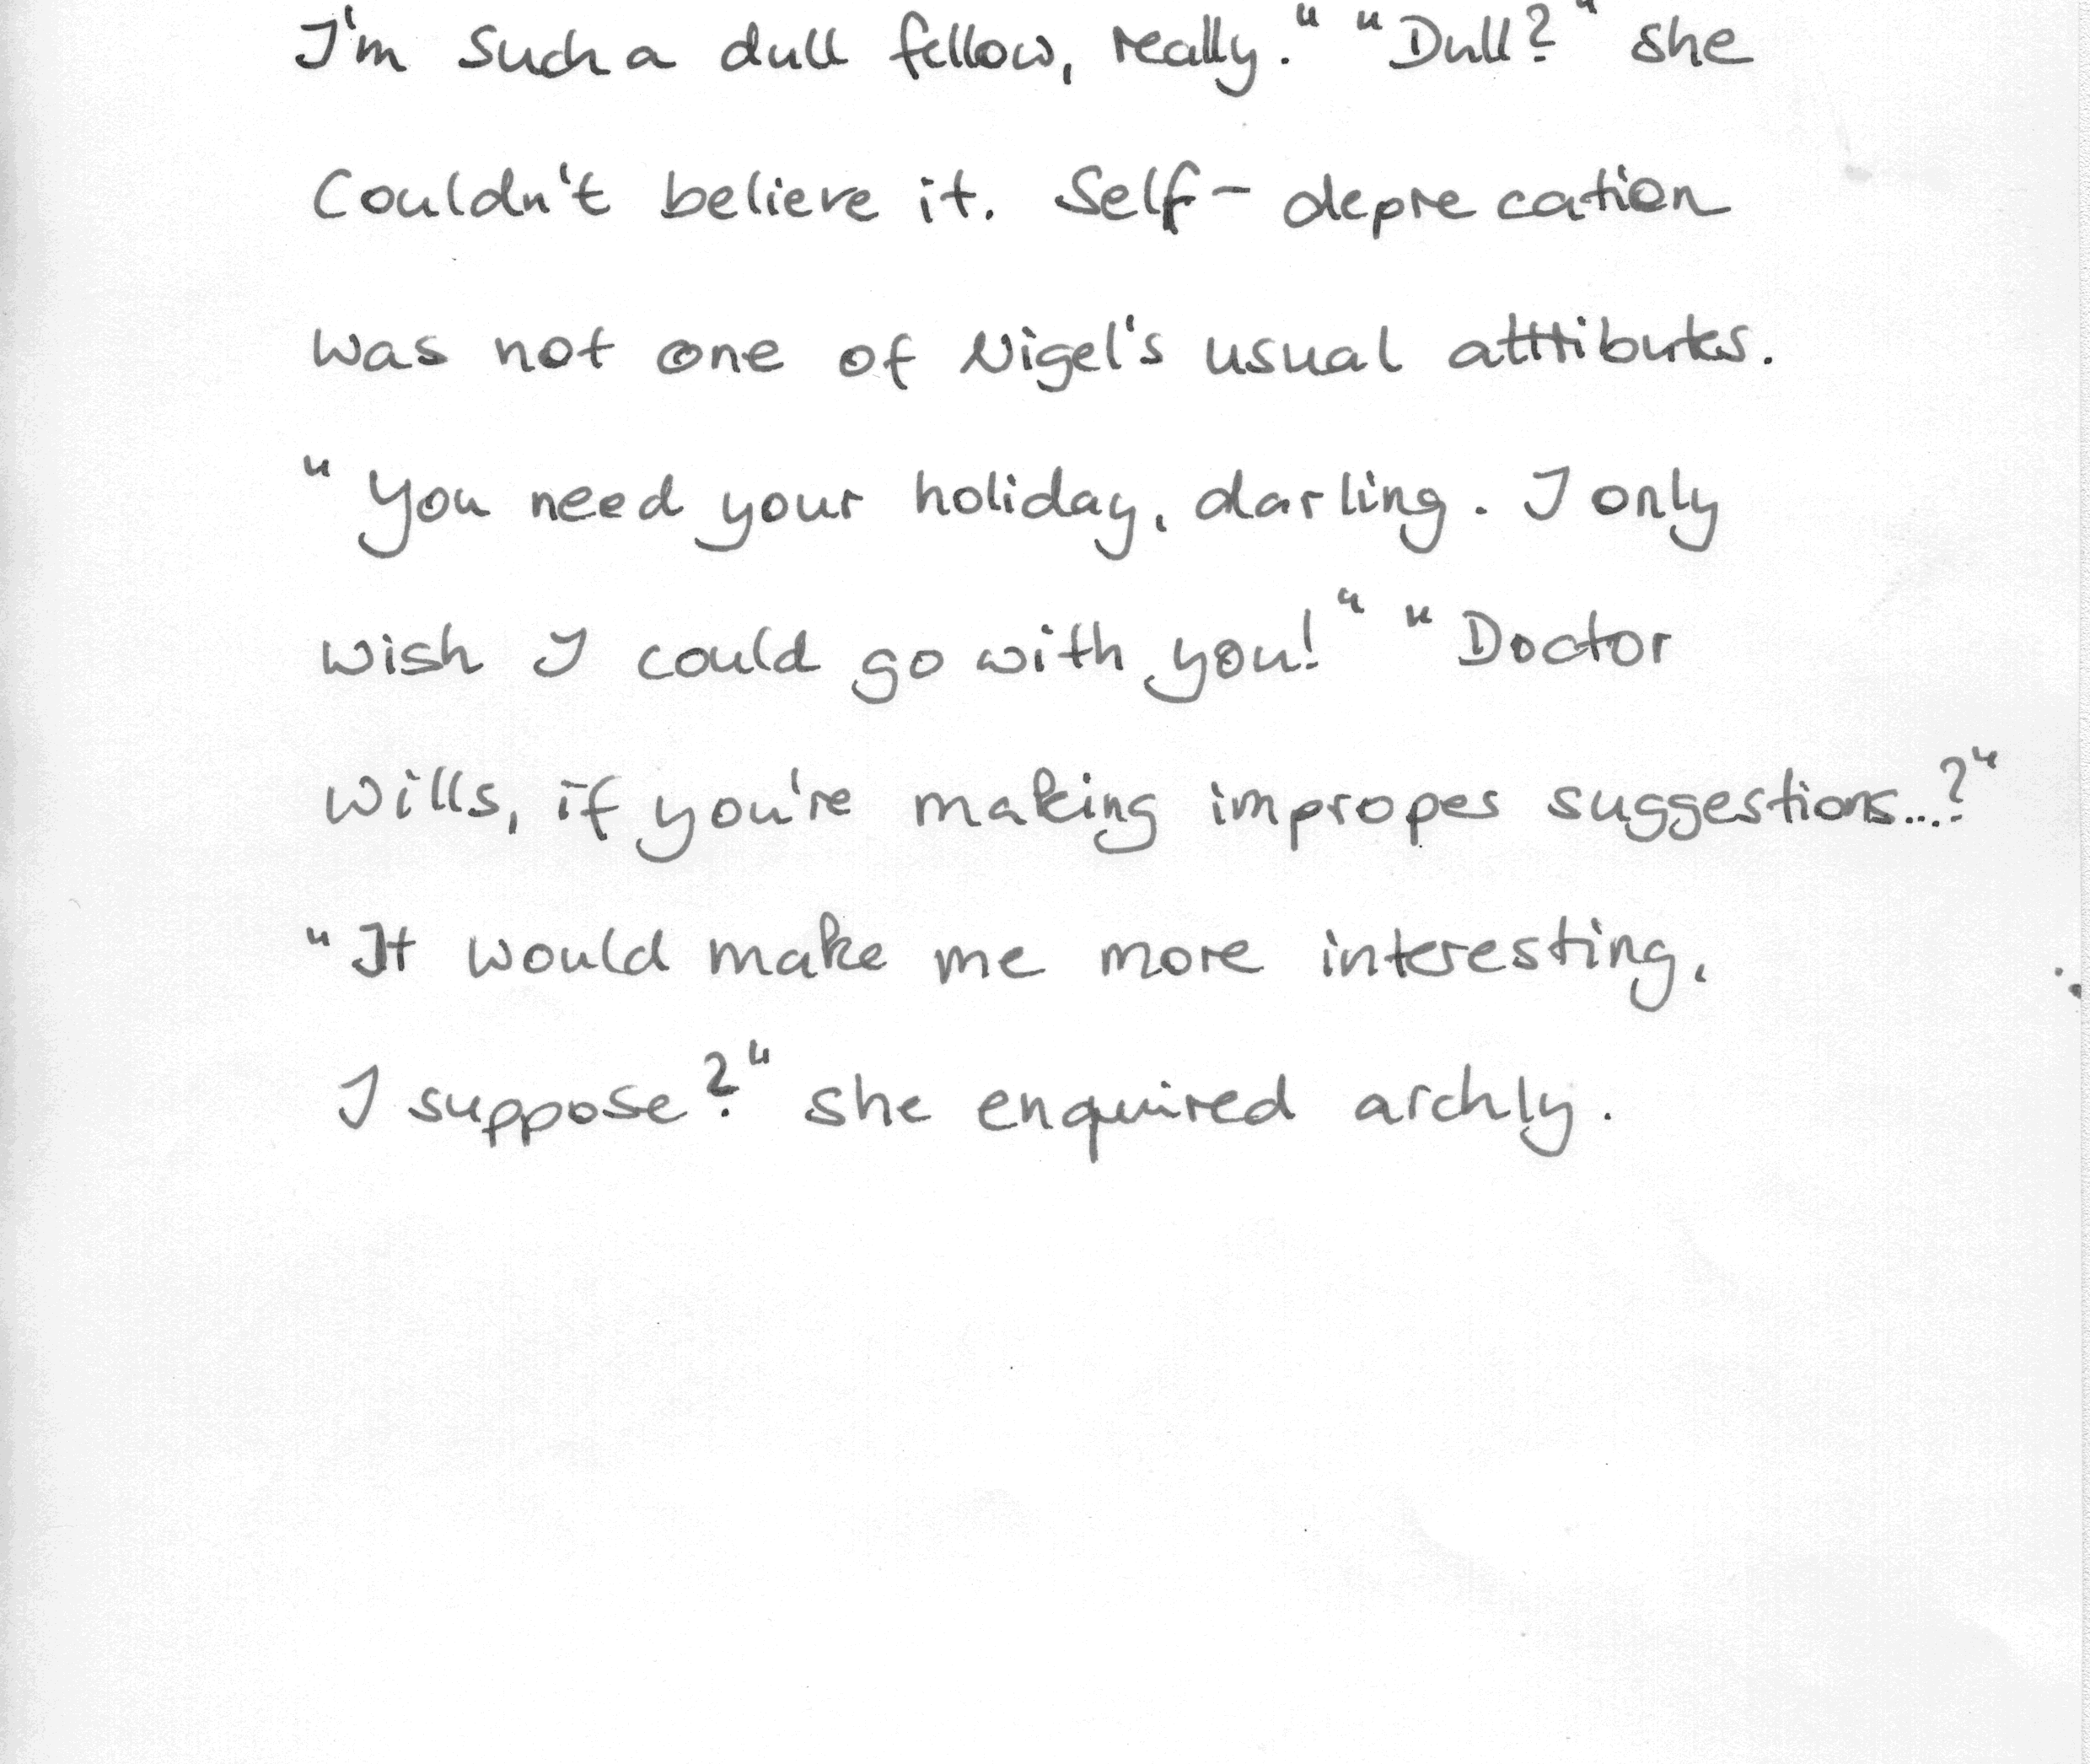 I'm such a dull fellow, really." "Dull?" she
couldn't believe it. Self-deprecation
was not one of Nigel's usual attributes.
"You need your holiday, darling. I only
wish I could go with you!" "Doctor
Wills, if you're making impropes suggestions...?"
"It would make me more interesting,
I suppose?" she enquired archly.